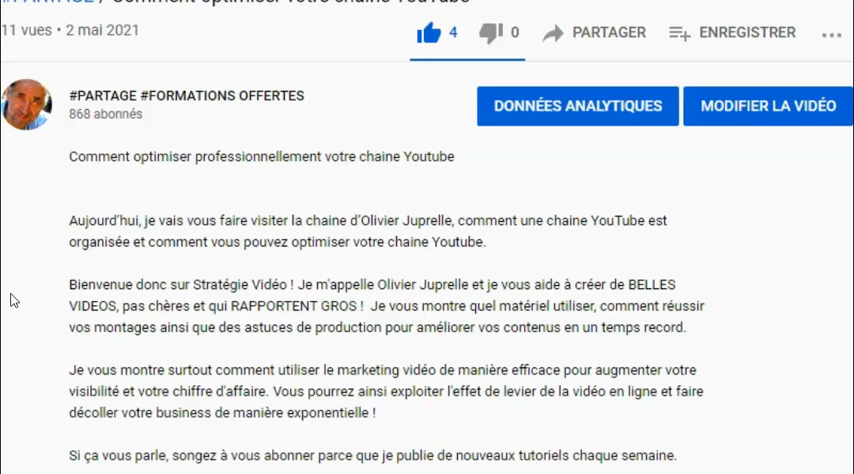 #PARTAGE / Comment optimiser votre chaine YouTube
11 vues • 2 mai 2021
4
0
PARTAGER
ENREGISTRER
...
#PARTAGE #FORMATIONS OFFERTES
868 abonnés
DONNÉES ANALYTIQUES
MODIFIER LA VIDÉO
Comment optimiser professionnellement votre chaine Youtube
Aujourd'hui, je vais vous faire visiter la chaine d'Olivier Juprelle, comment une chaine YouTube est
organisée et comment vous pouvez optimiser votre chaine Youtube.
Bienvenue donc sur Stratégie Vidéo ! Je m'appelle Olivier Juprelle et je vous aide à créer de BELLES
VIDEOS, pas chères et qui RAPPORTENT GROS ! Je vous montre quel matériel utiliser, comment réussir
vos montages ainsi que des astuces de production pour améliorer vos contenus en un temps record.
Je vous montre surtout comment utiliser le marketing vidéo de manière efficace pour augmenter votre
visibilité et votre chiffre d'affaire. Vous pourrez ainsi exploiter l'effet de levier de la vidéo en ligne et faire
décoller votre business de manière exponentielle !
Si ça vous parle, songez à vous abonner parce que je publie de nouveaux tutoriels chaque semaine.